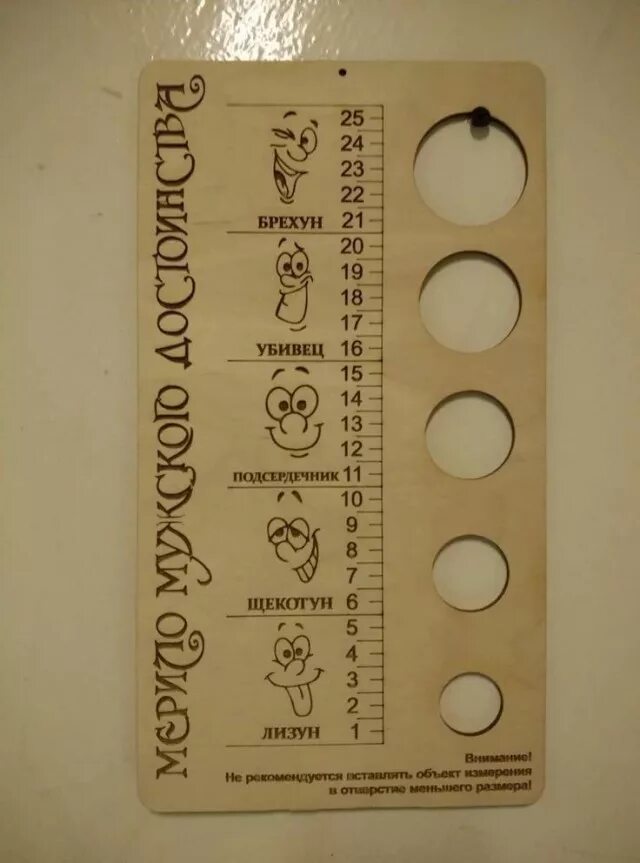 МЕРИЛО МУЖСКОГО ДОСТОИНСТВА
25
24
23
22
БРЕХУН 21
20
19
18
17
УБИВЕЦ 16
15
14
13
12
ПОДСЕРДЕЧНИК 11
10
9
8
7
ЩЕКОТУН 6
5
4
3
2
ЛИЗУН 1
Внимание!
Не рекомендуется вставлять объект измерения
в отверстие меньшего размера!